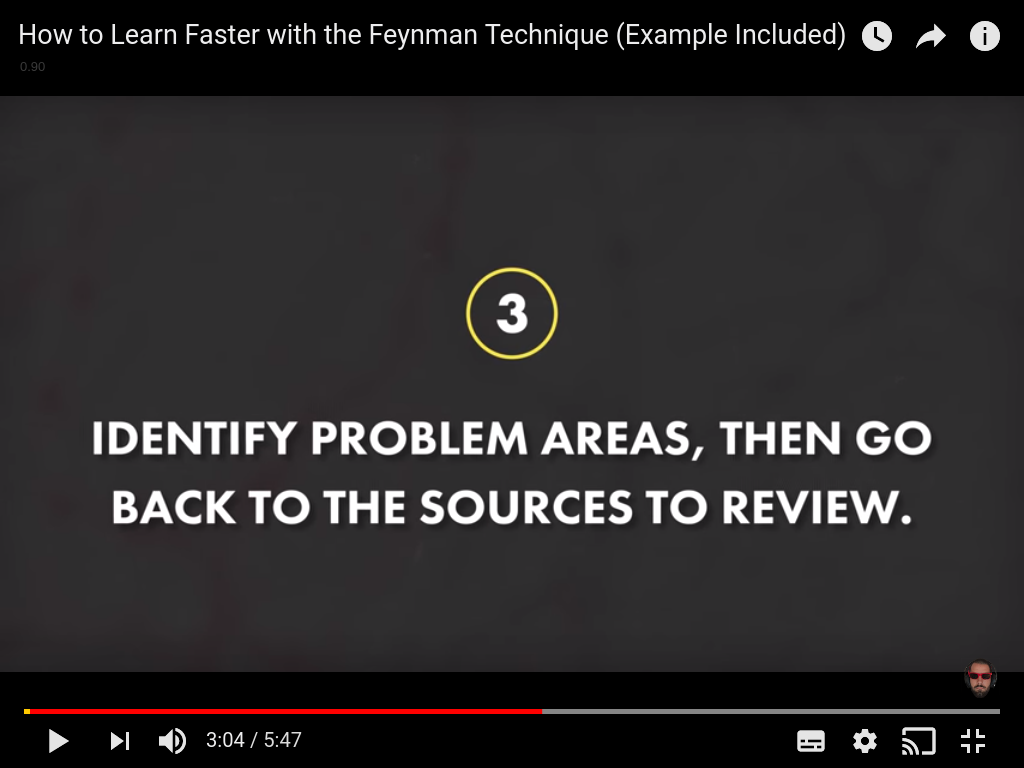 How to Learn Faster with the Feynman Technique (Example Included)
0.90
3
IDENTIFY PROBLEM AREAS, THEN GO
BACK TO THE SOURCES TO REVIEW.
3:04 / 5:47